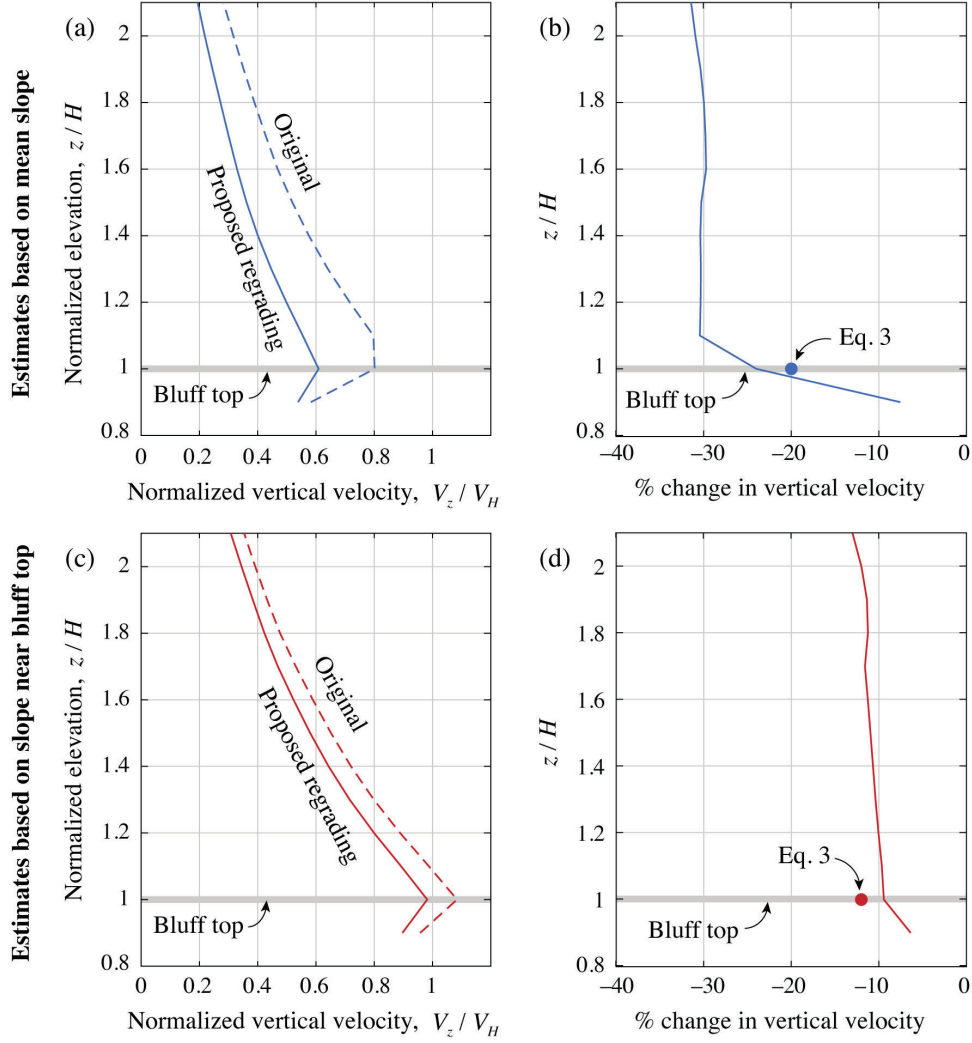 Estimates based on mean slope
(a)
Normalized elevation, z / H
2
1.8
1.6
1.4
1.2
1
0.8
Original
Proposed regrading
Bluff top
0
0.2
0.4
0.6
0.8
1
Normalized vertical velocity, V_z / V_H
(b)
z / H
2
1.8
1.6
1.4
1.2
1
0.8
Eq. 3
Bluff top
−40
−30
−20
−10
0
% change in vertical velocity
Estimates based on slope near bluff top
(c)
Normalized elevation, z / H
2
1.8
1.6
1.4
1.2
1
0.8
Original
Proposed regrading
Bluff top
0
0.2
0.4
0.6
0.8
1
Normalized vertical velocity, V_z / V_H
(d)
z / H
2
1.8
1.6
1.4
1.2
1
0.8
Eq. 3
Bluff top
−40
−30
−20
−10
0
% change in vertical velocity